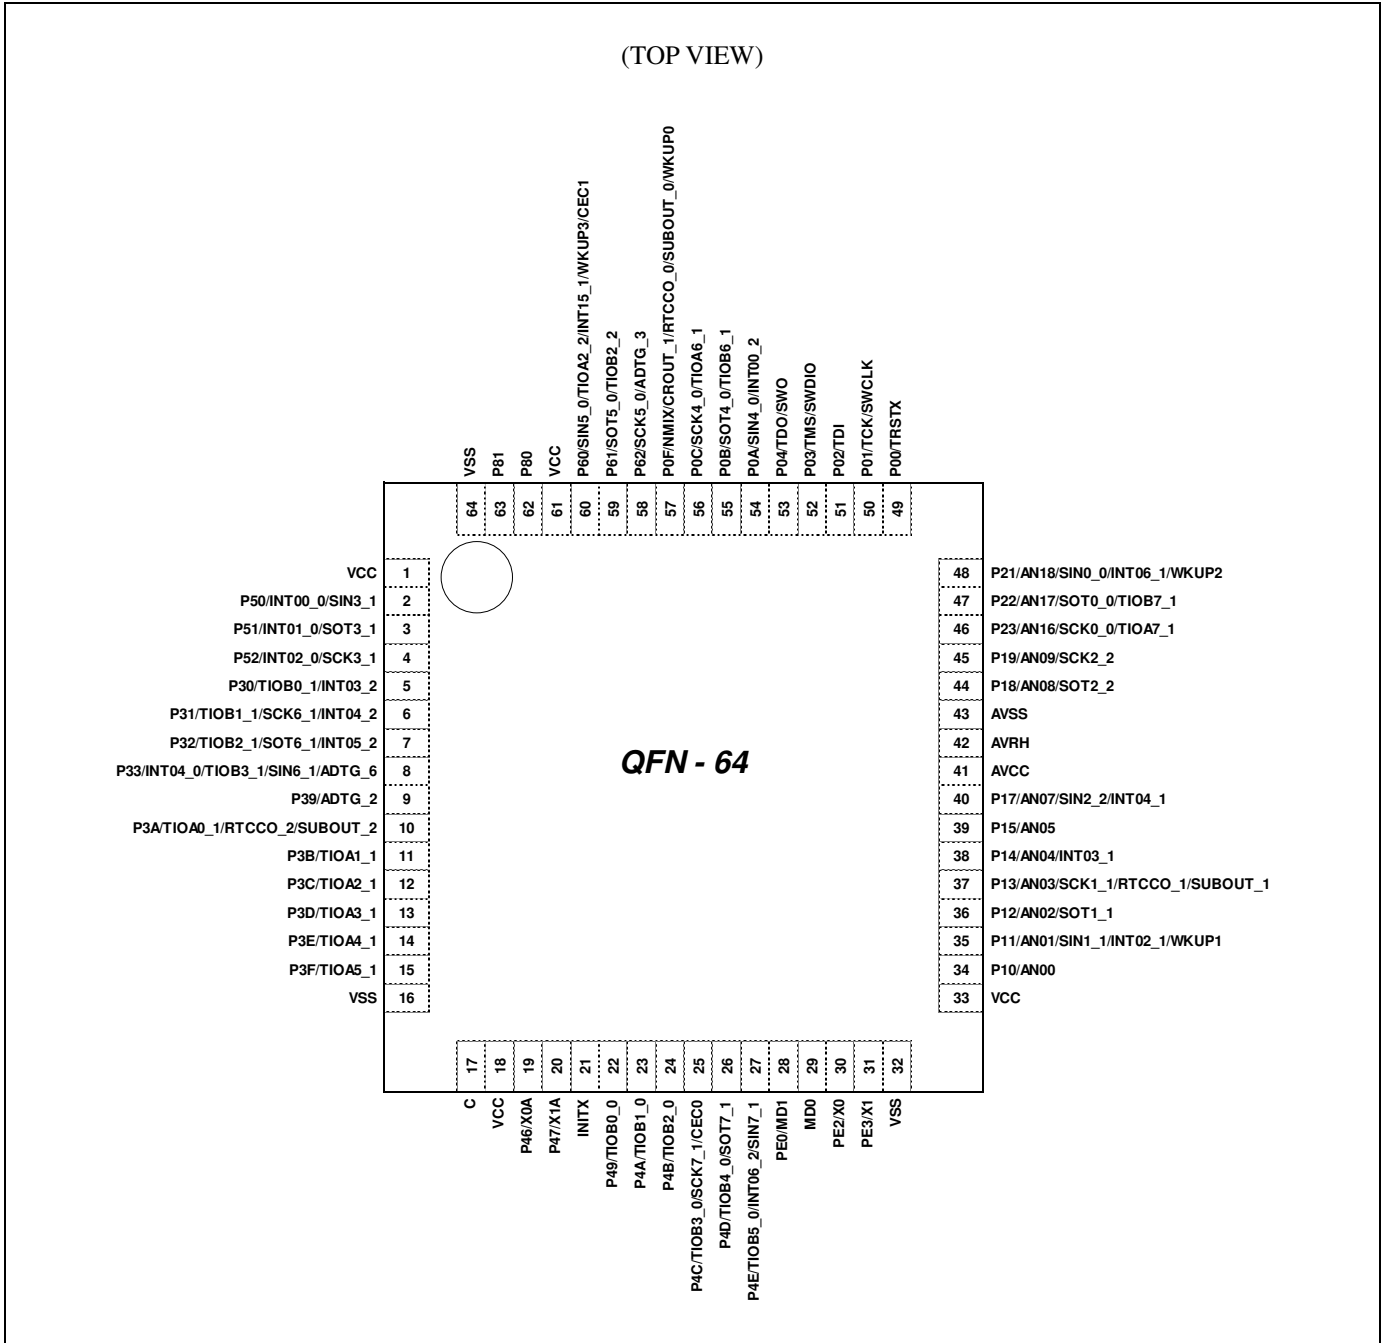 (TOP VIEW)
VSS
P81
P80
VCC
P60/SIN5_0/TIOA2_2/INT15_1/WKUP3/CEC1
P61/SOT5_0/TIOB2_2
P62/SCK5_0/ADTG_3
P0F/NMIX/CROUT_1/RTCCO_0/SUBOUT_0/WKUP0
P0C/SCK4_0/TIOA6_1
P0B/SOT4_0/TIOB6_1
P0A/SIN4_0/INT00_2
P04/TDO/SWO
P03/TMS/SWDIO
P02/TDI
P01/TCK/SWCLK
P00/TRSTX
64 63 62 61 60 59 58 57 56 55 54 53 52 51 50 49
VCC 1
P50/INT00_0/SIN3_1 2
P51/INT01_0/SOT3_1 3
P52/INT02_0/SCK3_1 4
P30/TIOB0_1/INT03_2 5
P31/TIOB1_1/SCK6_1/INT04_2 6
P32/TIOB2_1/SOT6_1/INT05_2 7
P33/INT04_0/TIOB3_1/SIN6_1/ADTG_6 8
P39/ADTG_2 9
P3A/TIOA0_1/RTCCO_2/SUBOUT_2 10
P3B/TIOA1_1 11
P3C/TIOA2_1 12
P3D/TIOA3_1 13
P3E/TIOA4_1 14
P3F/TIOA5_1 15
VSS 16
QFN - 64
48 P21/AN18/SIN0_0/INT06_1/WKUP2
47 P22/AN17/SOT0_0/TIOB7_1
46 P23/AN16/SCK0_0/TIOA7_1
45 P19/AN09/SCK2_2
44 P18/AN08/SOT2_2
43 AVSS
42 AVRH
41 AVCC
40 P17/AN07/SIN2_2/INT04_1
39 P15/AN05
38 P14/AN04/INT03_1
37 P13/AN03/SCK1_1/RTCCO_1/SUBOUT_1
36 P12/AN02/SOT1_1
35 P11/AN01/SIN1_1/INT02_1/WKUP1
34 P10/AN00
33 VCC
17 18 19 20 21 22 23 24 25 26 27 28 29 30 31 32
C
VCC
P46/X0A
P47/X1A
INITX
P49/TIOB0_0
P4A/TIOB1_0
P4B/TIOB2_0
P4C/TIOB3_0/SCK7_1/CEC0
P4D/TIOB4_0/SOT7_1
P4E/TIOB5_0/INT06_2/SIN7_1
PE0/MD1
MD0
PE2/X0
PE3/X1
VSS